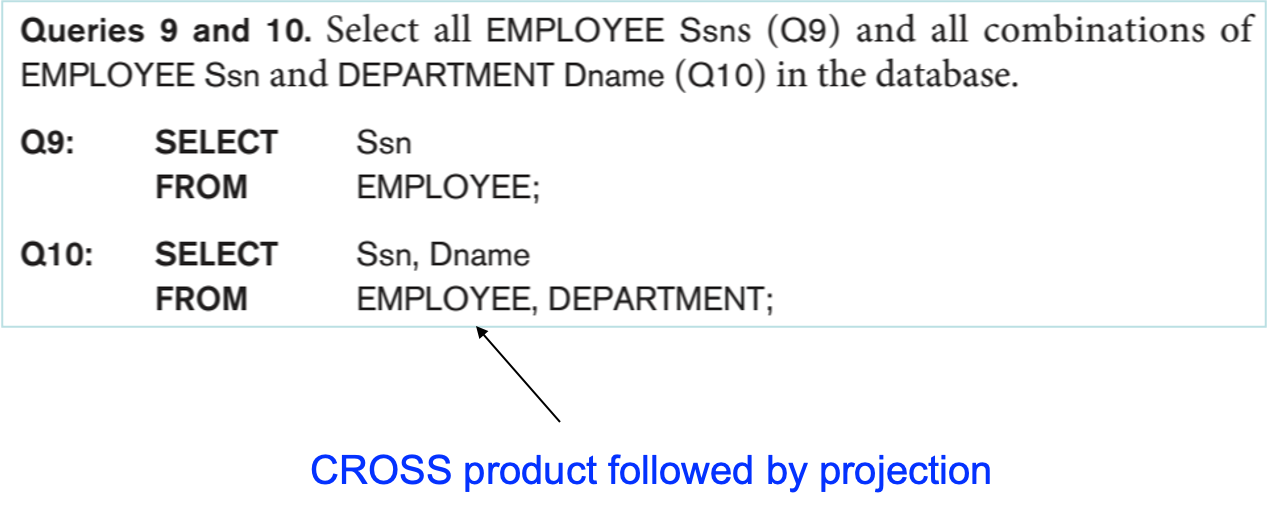 Queries 9 and 10. Select all EMPLOYEE Ssns (Q9) and all combinations of
EMPLOYEE Ssn and DEPARTMENT Dname (Q10) in the database.
Q9: SELECT Ssn
FROM EMPLOYEE;
Q10: SELECT Ssn, Dname
FROM EMPLOYEE, DEPARTMENT;
CROSS product followed by projection